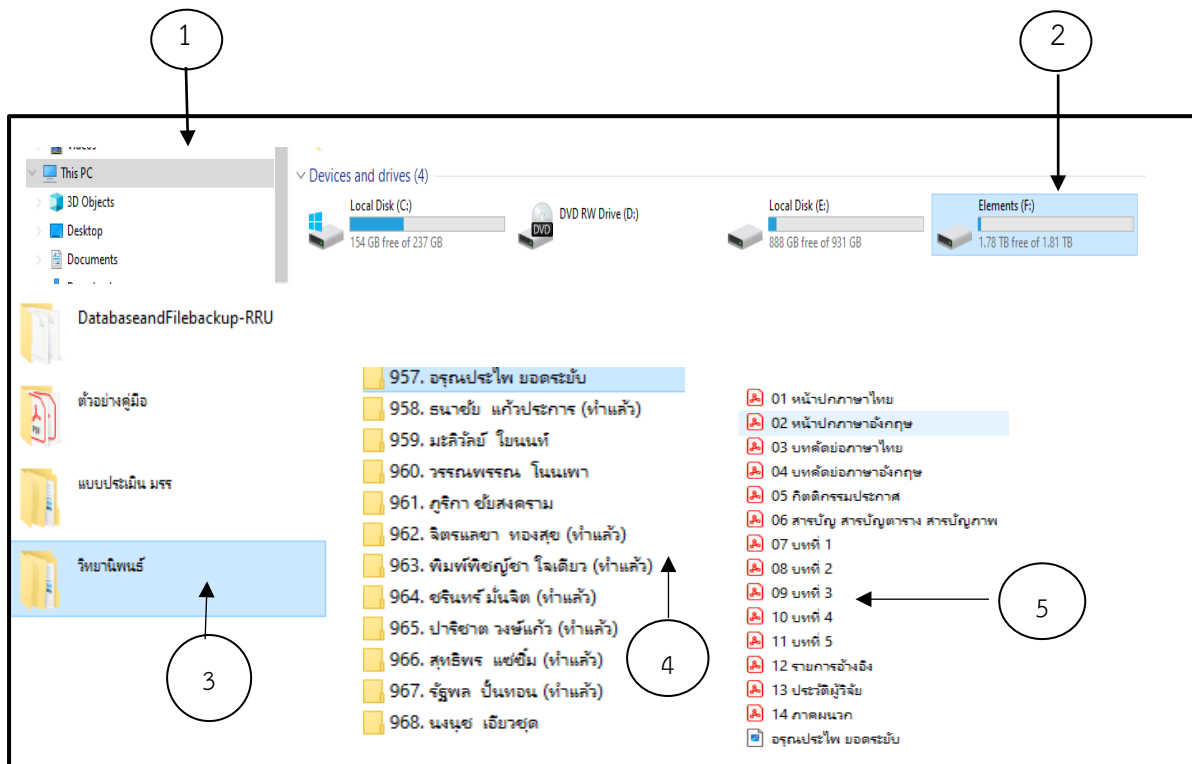 1
2
This PC
3D Objects
Desktop
Documents
Devices and drives (4)
Local Disk (C:)
154 GB free of 237 GB
DVD RW Drive (D:)
DVD
Local Disk (E:)
888 GB free of 931 GB
Elements (F:)
1.78 TB free of 1.81 TB
DatabaseandFilebackup-RRU
ตัวอย่างคู่มือ
PDF
แบบประเมิน มรร
วิทยานิพนธ์
3
957. อรุณประไพ ยอดระยับ
958. ธนาชัย แก้วประการ (ทำแล้ว)
959. มะลิวัลย์ โยนนท์
960. วรรณพรรณ โนนเพา
961. ภูริกา ชัยสงคราม
962. จิตรแลขา ทองสุข (ทำแล้ว)
963. พิมพ์พิชญ์ชา ใจเดียว (ทำแล้ว)
964. ชรินทร์ มั่นจิต (ทำแล้ว)
965. ปาริชาต วงษ์แก้ว (ทำแล้ว)
966. สุทธิพร แซ่ซิ้ม (ทำแล้ว)
967. รัฐพล ปั้นทอน (ทำแล้ว)
968. นงนุช เอียวชุด
4
01 หน้าปกภาษาไทย
02 หน้าปกภาษาอังกฤษ
03 บทคัดย่อภาษาไทย
04 บทคัดย่อภาษาอังกฤษ
05 กิตติกรรมประกาศ
06 สารบัญ สารบัญตาราง สารบัญภาพ
07 บทที่ 1
08 บทที่ 2
09 บทที่ 3
10 บทที่ 4
11 บทที่ 5
12 รายการอ้างอิง
13 ประวัติผู้วิจัย
14 ภาคผนวก
อรุณประไพ ยอดระยับ
5